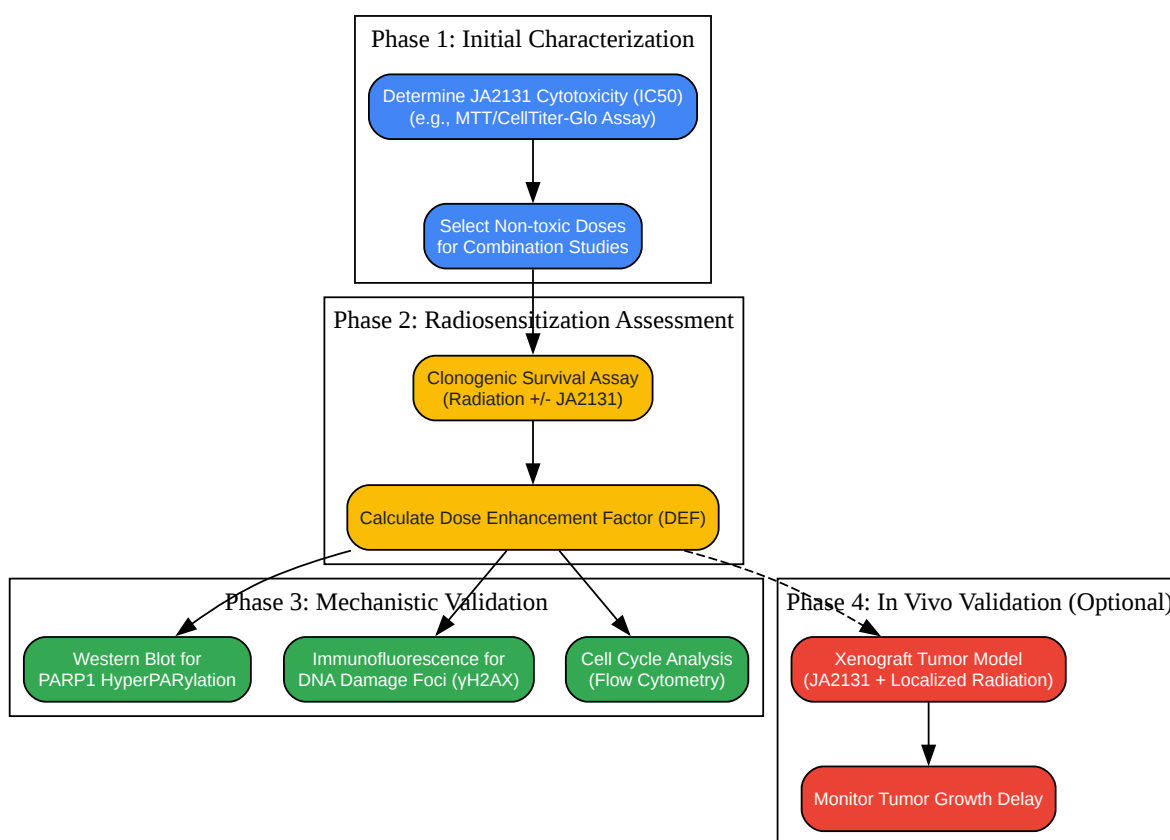 Phase 1: Initial Characterization
Determine JA2131 Cytotoxicity (IC50)
(e.g., MTT/CellTiter-Glo Assay)
Select Non-toxic Doses
for Combination Studies
Phase 2: Radiosensitization Assessment
Clonogenic Survival Assay
(Radiation +/- JA2131)
Calculate Dose Enhancement Factor (DEF)
Phase 3: Mechanistic Validation
Western Blot for
PARP1 HyperPARylation
Immunofluorescence for
DNA Damage Foci (γH2AX)
Cell Cycle Analysis
(Flow Cytometry)
Phase 4: In Vivo Validation (Optional)
Xenograft Tumor Model
(JA2131 + Localized Radiation)
Monitor Tumor Growth Delay